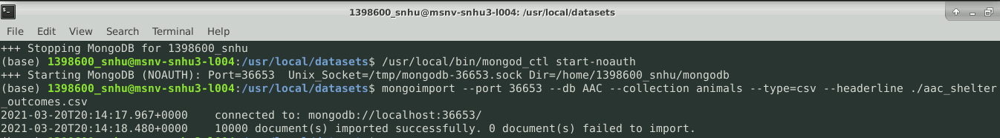 1398600_snhu@msnv-snhu3-l004: /usr/local/datasets
File Edit View Search Terminal Help
+++ Stopping MongoDB for 1398600_snhu
(base) 1398600_snhu@msnv-snhu3-l004:/usr/local/datasets$ /usr/local/bin/mongod_ctl start-noauth
+++ Starting MongoDB (NOAUTH): Port=36653  Unix_Socket=/tmp/mongodb-36653.sock Dir=/home/1398600_snhu/mongodb
(base) 1398600_snhu@msnv-snhu3-l004:/usr/local/datasets$ mongoimport --port 36653 --db AAC --collection animals --type=csv --headerline ./aac_shelter
_outcomes.csv
2021-03-20T20:14:17.967+0000    connected to: mongodb://localhost:36653/
2021-03-20T20:14:18.480+0000    10000 document(s) imported successfully. 0 document(s) failed to import.